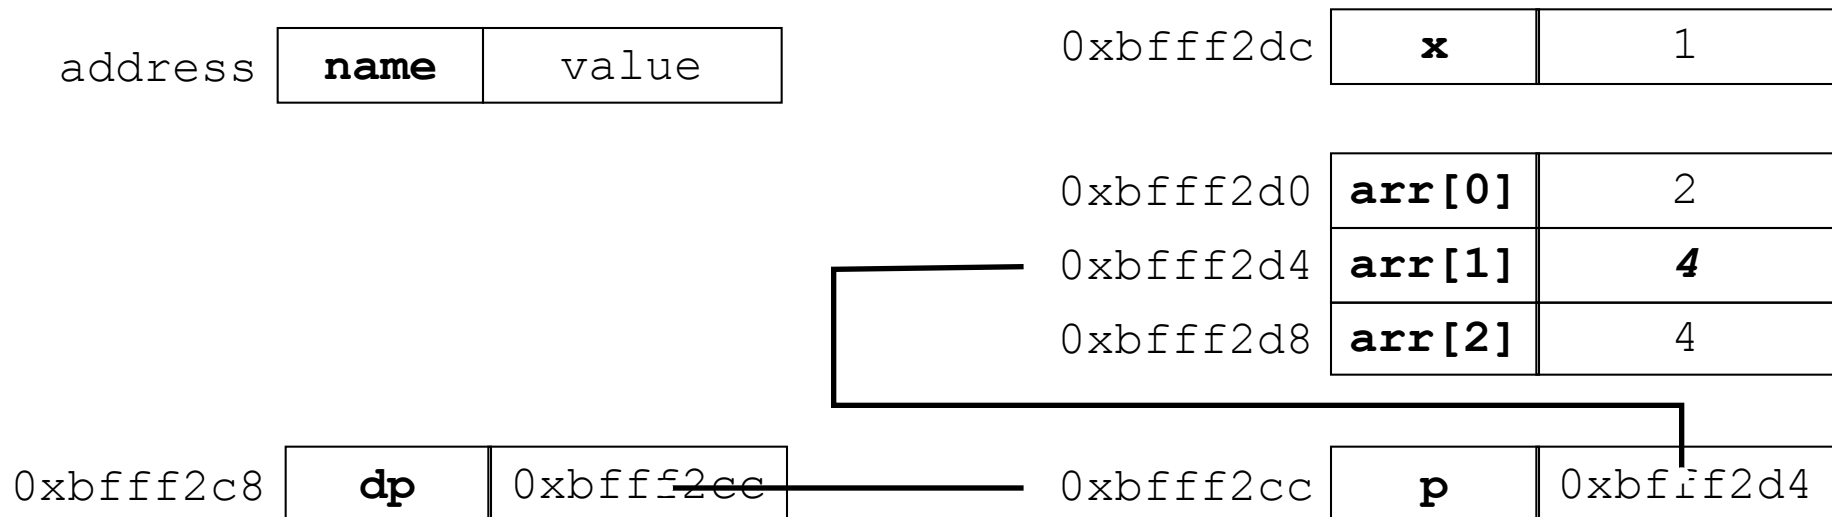 address name value
0xbfff2dc x 1
0xbfff2d0 arr[0] 2
0xbfff2d4 arr[1] 4
0xbfff2d8 arr[2] 4
0xbfff2c8 dp 0xbfff2cc
0xbfff2cc p 0xbfff2d4